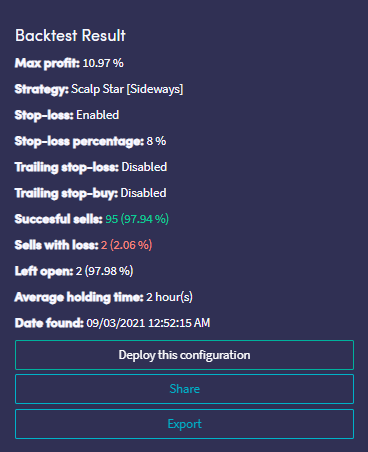 Backtest Result
Max profit: 10.97 %
Strategy: Scalp Star [Sideways]
Stop-loss: Enabled
Stop-loss percentage: 8 %
Trailing stop-loss: Disabled
Trailing stop-buy: Disabled
Succesful sells: 95 (97.94 %)
Sells with loss: 2 (2.06 %)
Left open: 2 (97.98 %)
Average holding time: 2 hour(s)
Date found: 09/03/2021 12:52:15 AM
Deploy this configuration
Share
Export